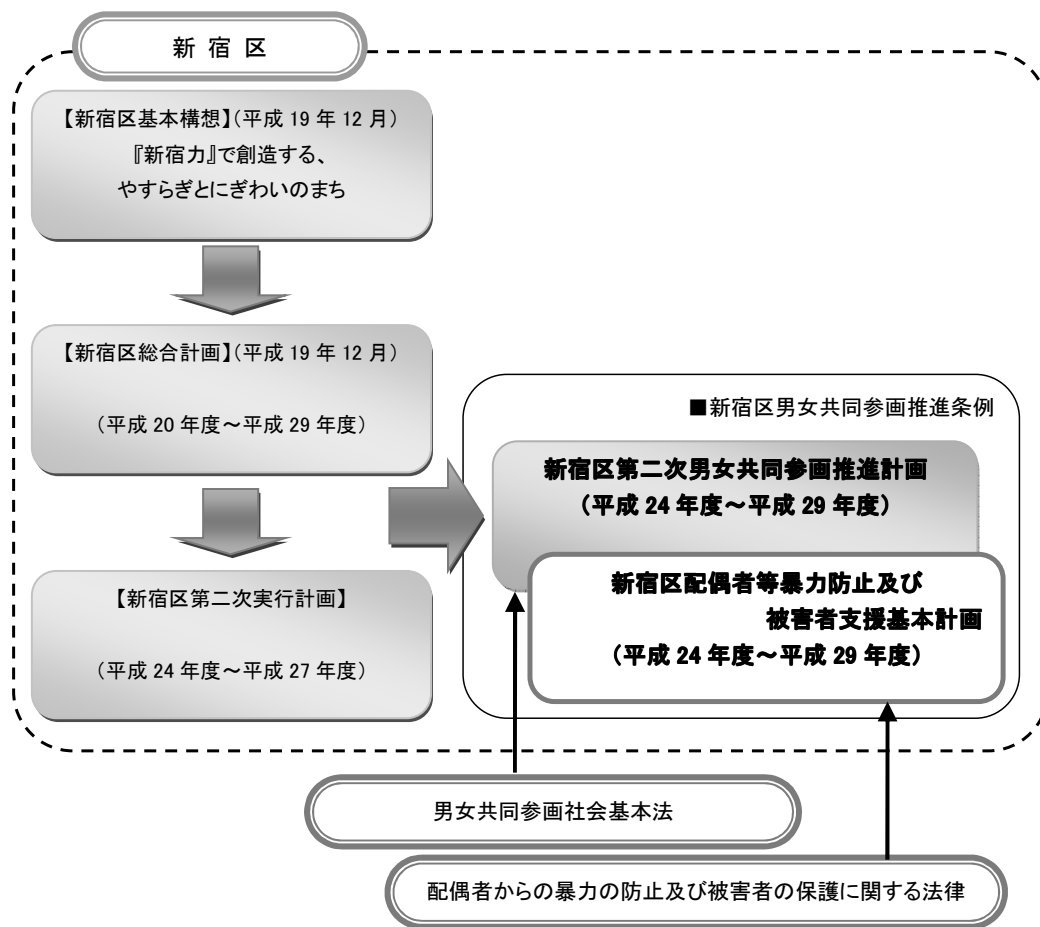 新 宿 区
【新宿区基本構想】（平成 19 年 12 月）
『新宿力』で創造する、
やすらぎとにぎわいのまち
【新宿区総合計画】（平成 19 年 12 月）
（平成 20 年度～平成 29 年度）
【新宿区第二次実行計画】
（平成 24 年度～平成 27 年度）
■新宿区男女共同参画推進条例
新宿区第二次男女共同参画推進計画
（平成 24 年度～平成 29 年度）
新宿区配偶者等暴力防止及び
被害者支援基本計画
（平成 24 年度～平成 29 年度）
男女共同参画社会基本法
配偶者からの暴力の防止及び被害者の保護に関する法律